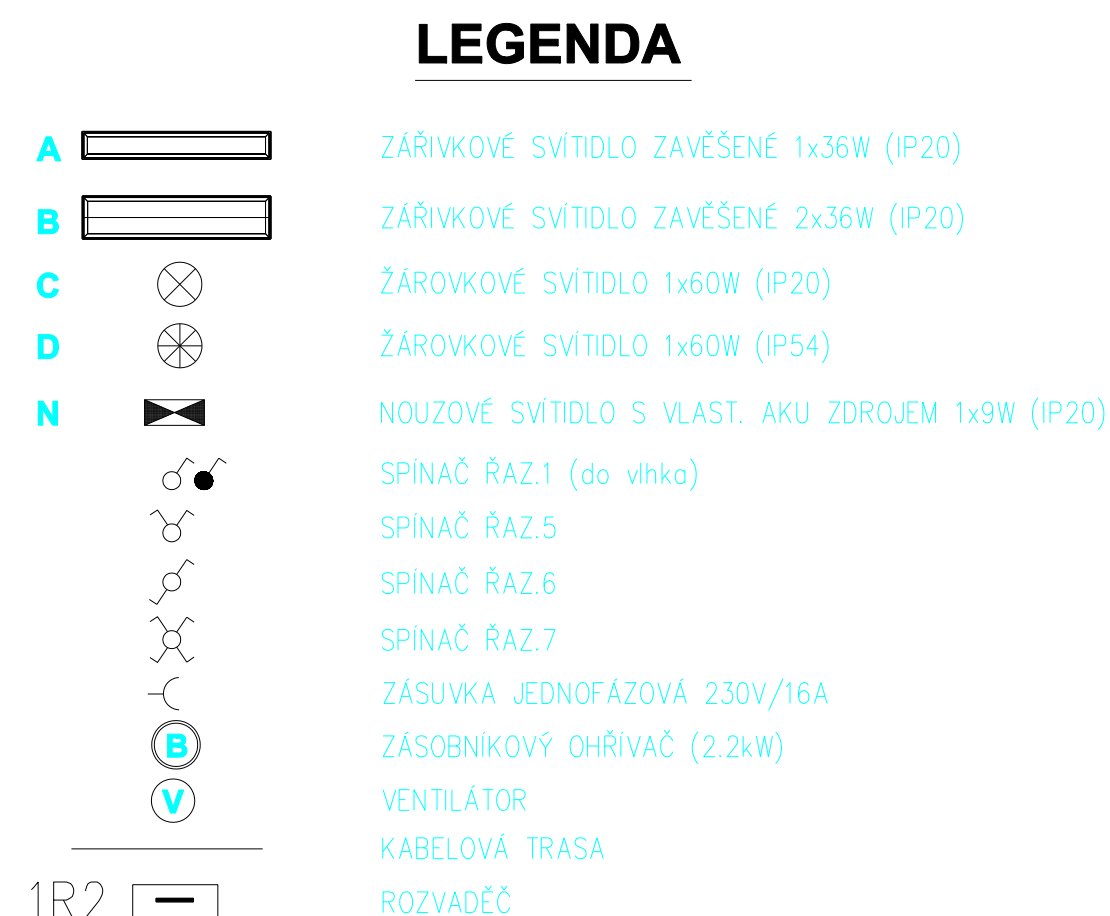 LEGENDA
A ZÁŘIVKOVÉ SVÍTIDLO ZAVĚŠENÉ 1x36W (IP20)
B ZÁŘIVKOVÉ SVÍTIDLO ZAVĚŠENÉ 2x36W (IP20)
C ŽÁROVKOVÉ SVÍTIDLO 1x60W (IP20)
D ŽÁROVKOVÉ SVÍTIDLO 1x60W (IP54)
N NOUZOVÉ SVÍTIDLO S VLAST. AKU ZDROJEM 1x9W (IP20)
SPÍNAČ ŘAZ.1 (do vlhka)
SPÍNAČ ŘAZ.5
SPÍNAČ ŘAZ.6
SPÍNAČ ŘAZ.7
ZÁSUVKA JEDNOFÁZOVÁ 230V/16A
B ZÁSOBNÍKOVÝ OHŘÍVAČ (2.2kW)
V VENTILÁTOR
KABELOVÁ TRASA
1R2 ROZVADĚČ